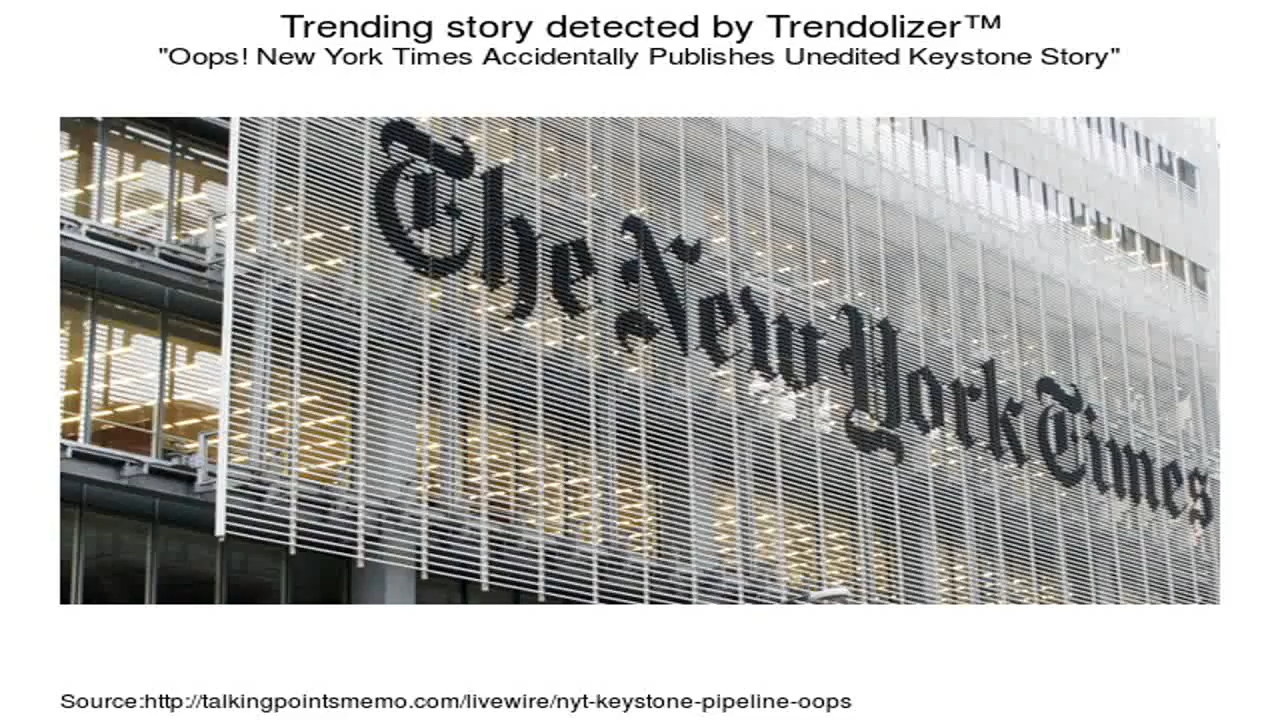 Trending story detected by Trendolizer™
"Oops! New York Times Accidentally Publishes Unedited Keystone Story"
The New York Times
Source:http://talkingpointsmemo.com/livewire/nyt-keystone-pipeline-oops